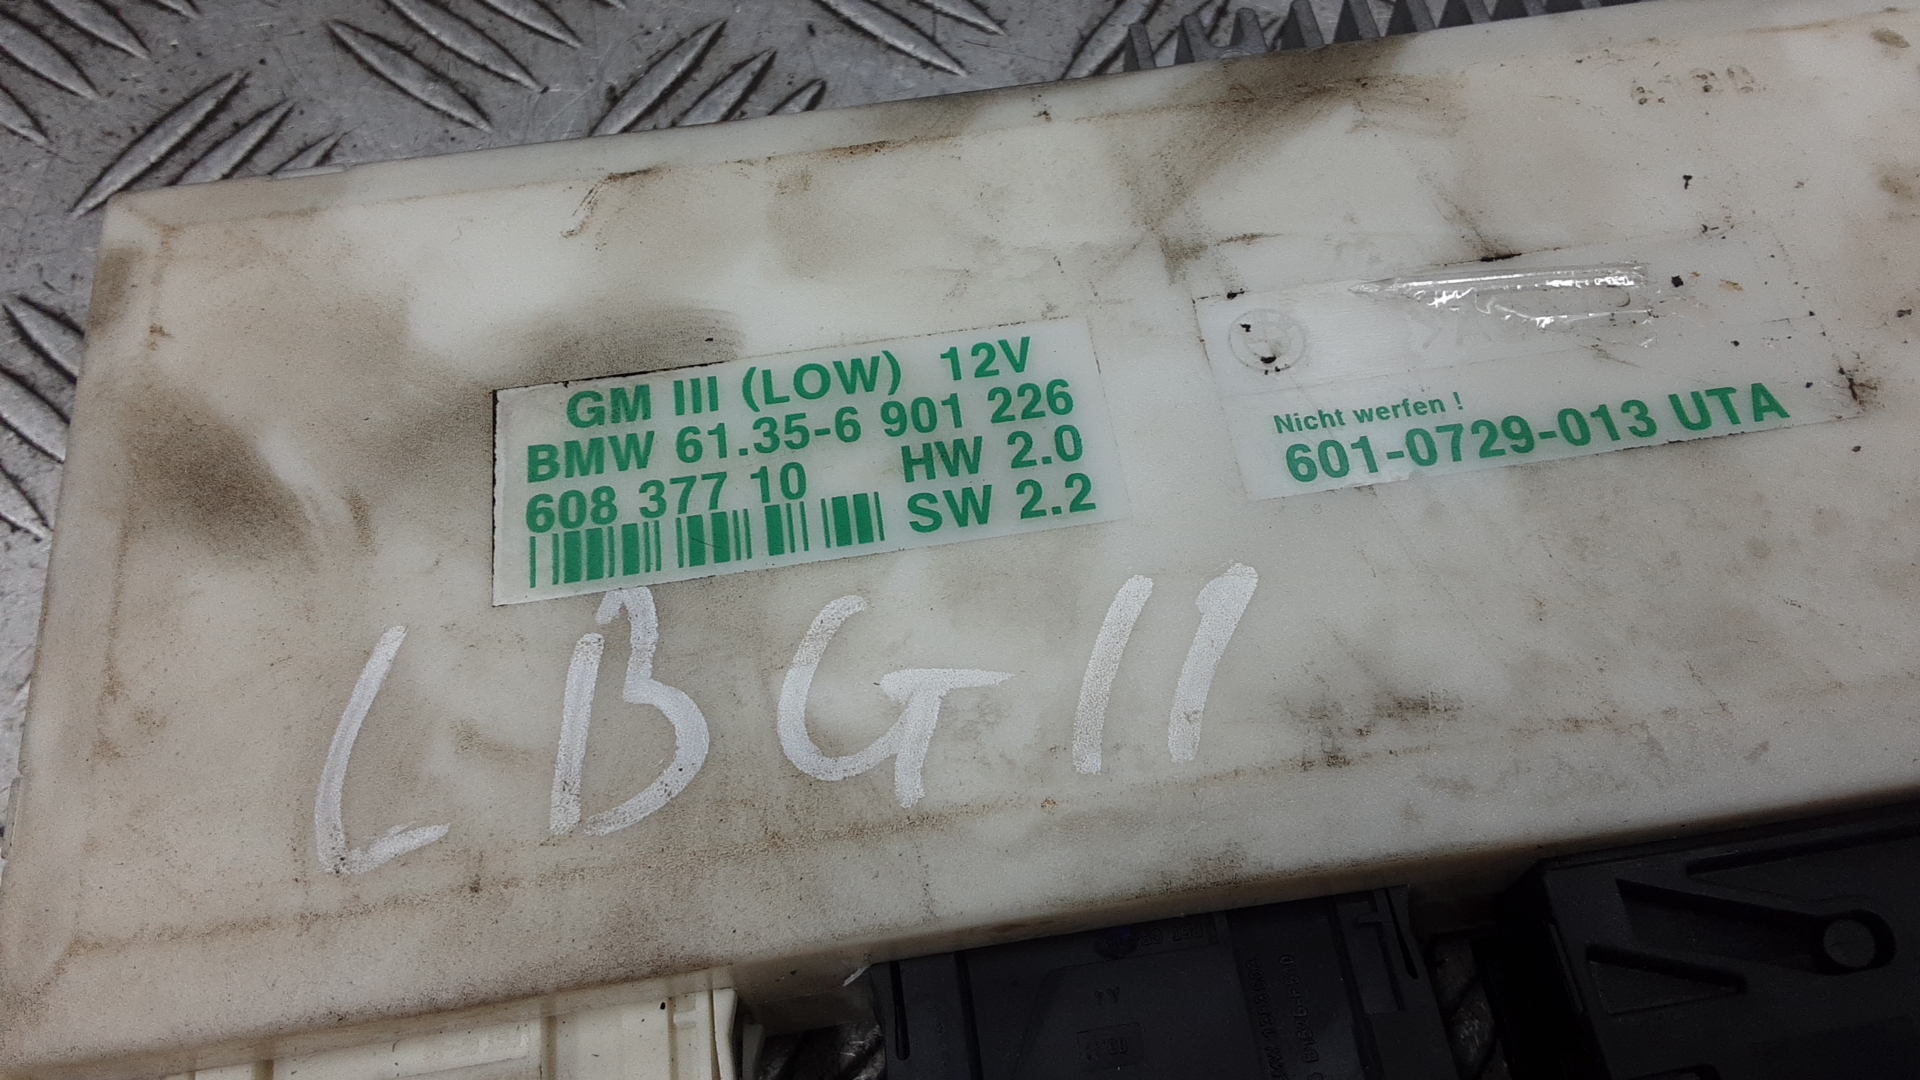 GM III (LOW) 12V
BMW 61.35-6 901 226
608 377 10 HW 2.0
SW 2.2
Nicht werfen !
601-0729-013 UTA
LBG11